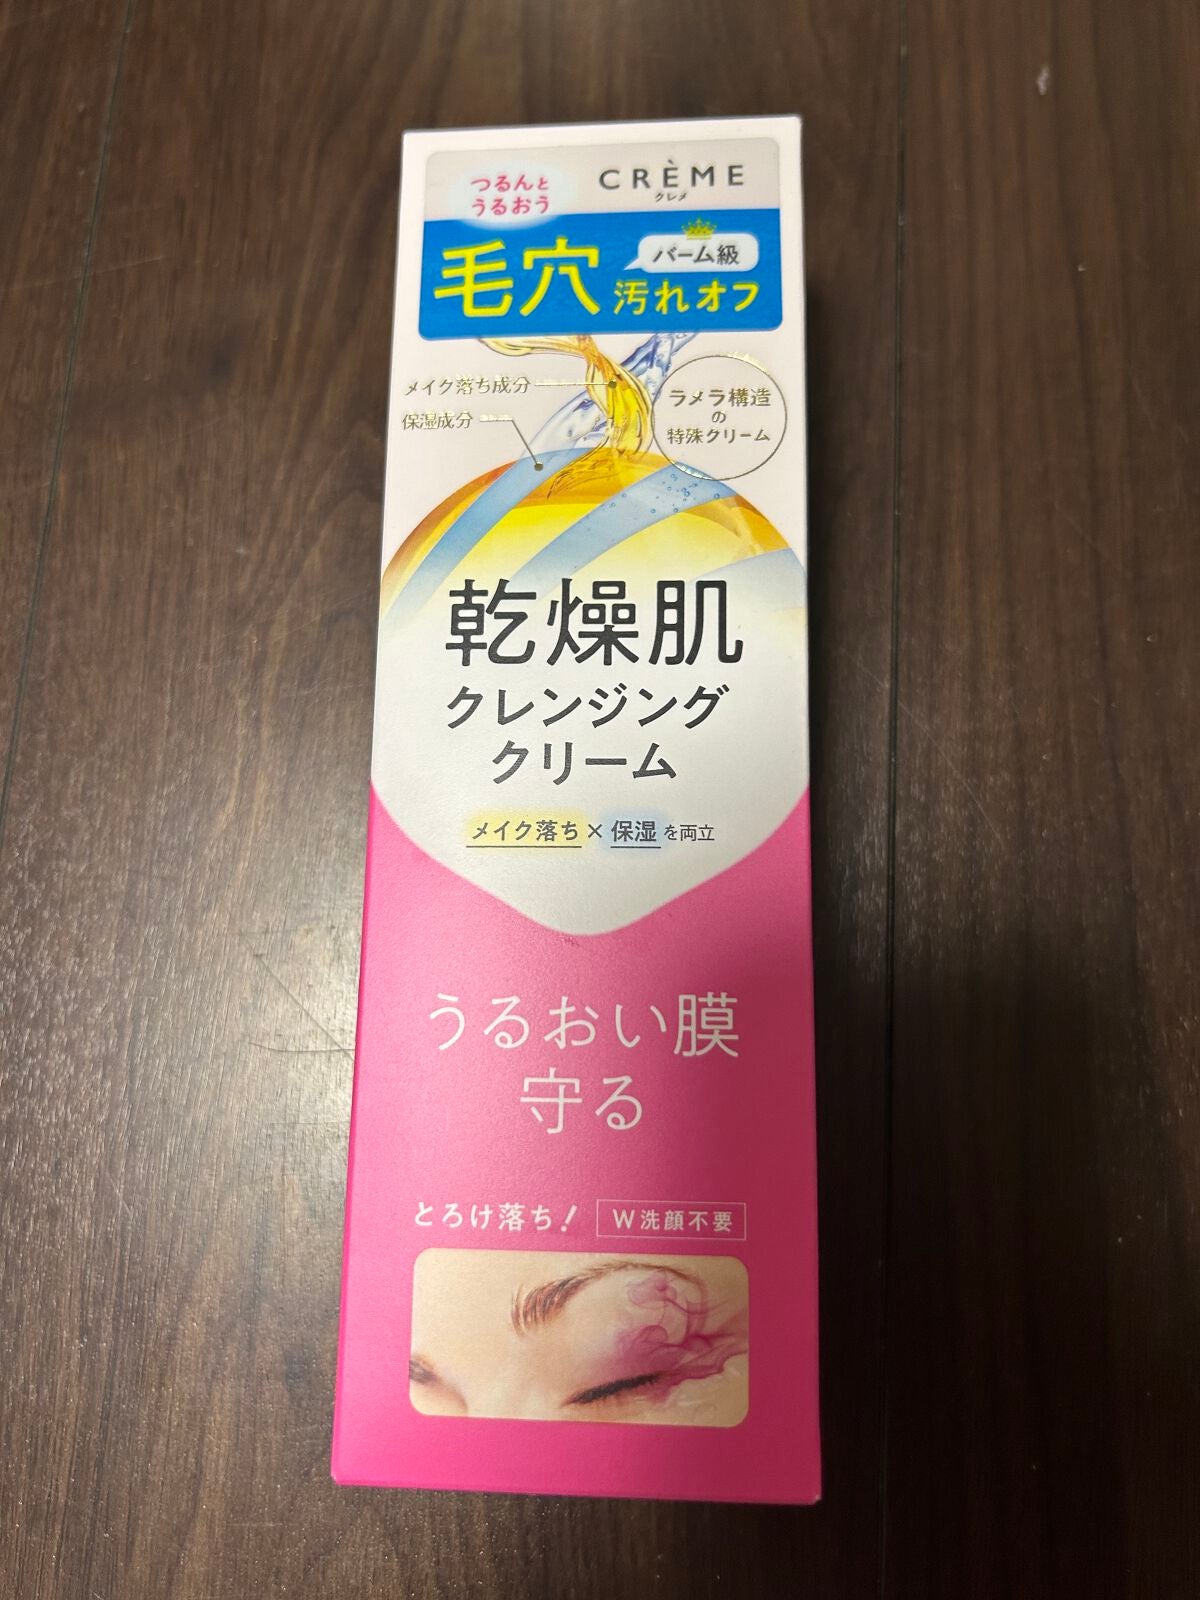 つるんと
うるおう
CRÈME
クレメ
毛穴
バーム級
汚れオフ
メイク落ち成分
保湿成分
ラメラ構造
の
特殊クリーム
乾燥肌
クレンジング
クリーム
メイク落ち×保湿を両立
うるおい膜
守る
とろけ落ち!
W洗顔不要